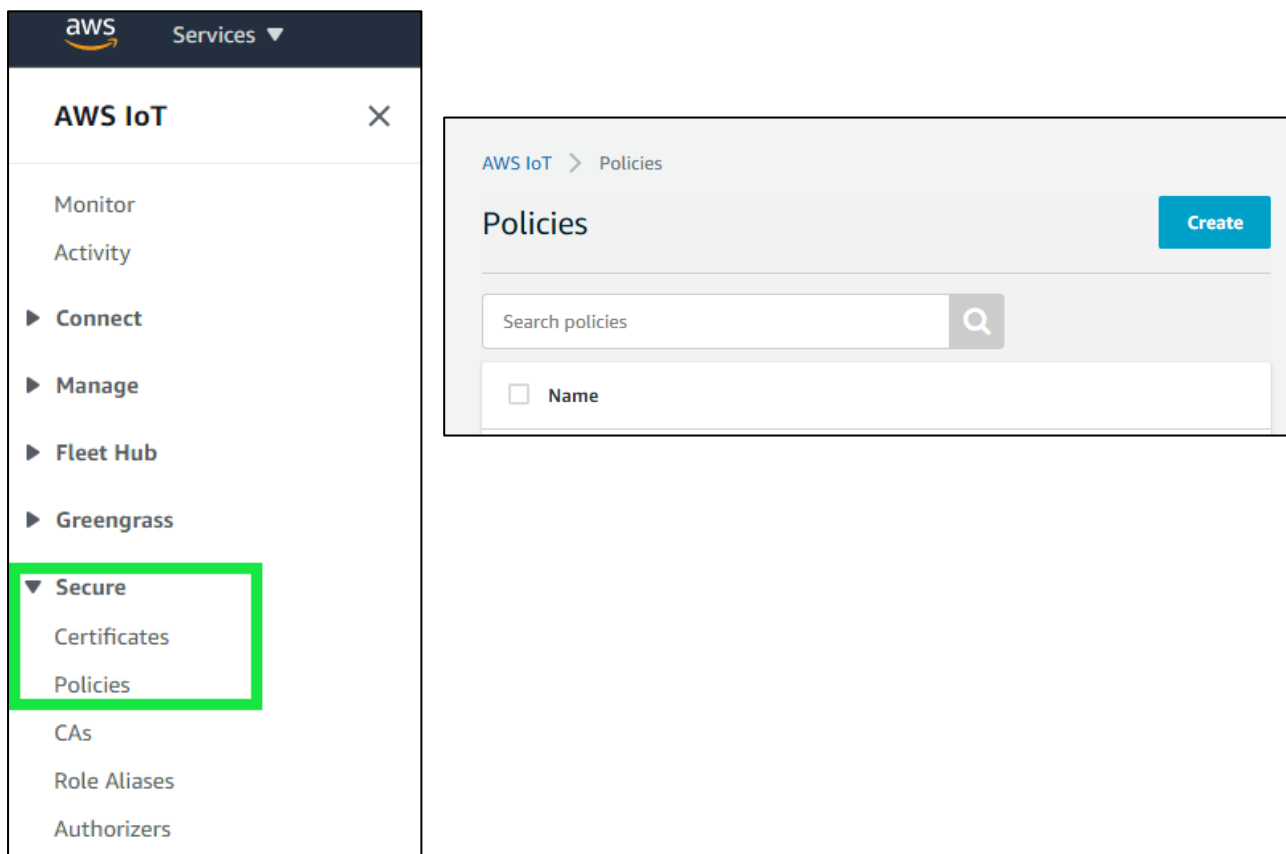 aws Services ▼
AWS IoT ×
Monitor
Activity
Connect
Manage
Fleet Hub
Greengrass
Secure
Certificates
Policies
CAs
Role Aliases
Authorizers
AWS IoT > Policies
Policies Create
Search policies
Name